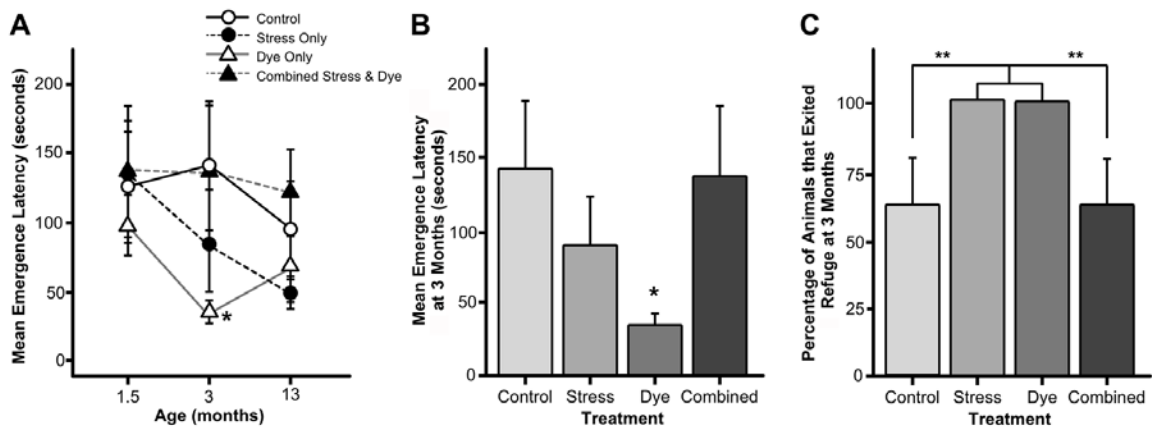 A
Control
Stress Only
Dye Only
Combined Stress & Dye
Mean Emergence Latency (seconds)
200
150
100
50
0
*
1.5
3
13
Age (months)
B
Mean Emergence Latency
at 3 Months (seconds)
200
150
100
50
0
*
Control
Stress
Dye
Combined
Treatment
C
Percentage of Animals that Exited
Refuge at 3 Months
100
75
50
25
0
**
**
Control
Stress
Dye
Combined
Treatment